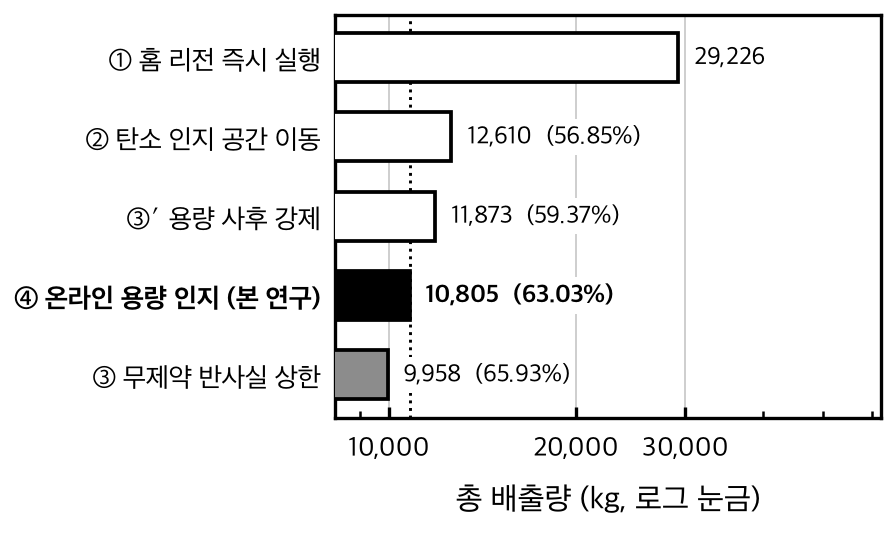 ① 홈 리전 즉시 실행
29,226
② 탄소 인지 공간 이동
12,610 (56.85%)
③′ 용량 사후 강제
11,873 (59.37%)
④ 온라인 용량 인지 (본 연구)
10,805 (63.03%)
③ 무제약 반사실 상한
9,958 (65.93%)
10,000
20,000
30,000
총 배출량 (kg, 로그 눈금)